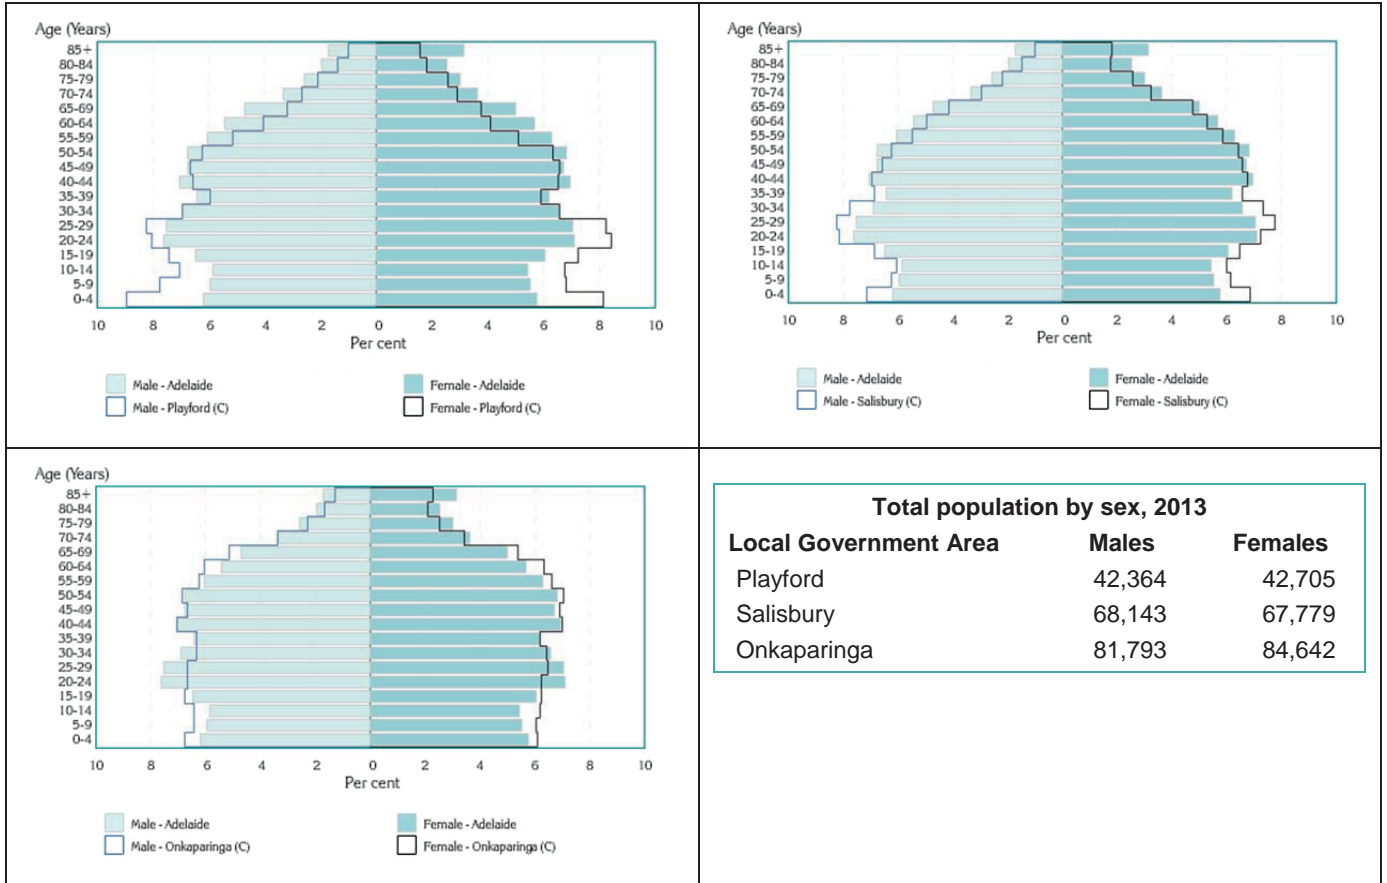 Age (Years)
85+
80-84
75-79
70-74
65-69
60-64
55-59
50-54
45-49
40-44
35-39
30-34
25-29
20-24
15-19
10-14
5-9
0-4
10 8 6 4 2 0 2 4 6 8 10
Per cent
Male - Adelaide Female - Adelaide
Male - Playford (C) Female - Playford (C)
Age (Years)
85+
80-84
75-79
70-74
65-69
60-64
55-59
50-54
45-49
40-44
35-39
30-34
25-29
20-24
15-19
10-14
5-9
0-4
10 8 6 4 2 0 2 4 6 8 10
Per cent
Male - Adelaide Female - Adelaide
Male - Salisbury (C) Female - Salisbury (C)
Age (Years)
85+
80-84
75-79
70-74
65-69
60-64
55-59
50-54
45-49
40-44
35-39
30-34
25-29
20-24
15-19
10-14
5-9
0-4
10 8 6 4 2 0 2 4 6 8 10
Per cent
Male - Adelaide Female - Adelaide
Male - Onkaparinga (C) Female - Onkaparinga (C)
Total population by sex, 2013
Local Government Area Males Females
Playford 42,364 42,705
Salisbury 68,143 67,779
Onkaparinga 81,793 84,642